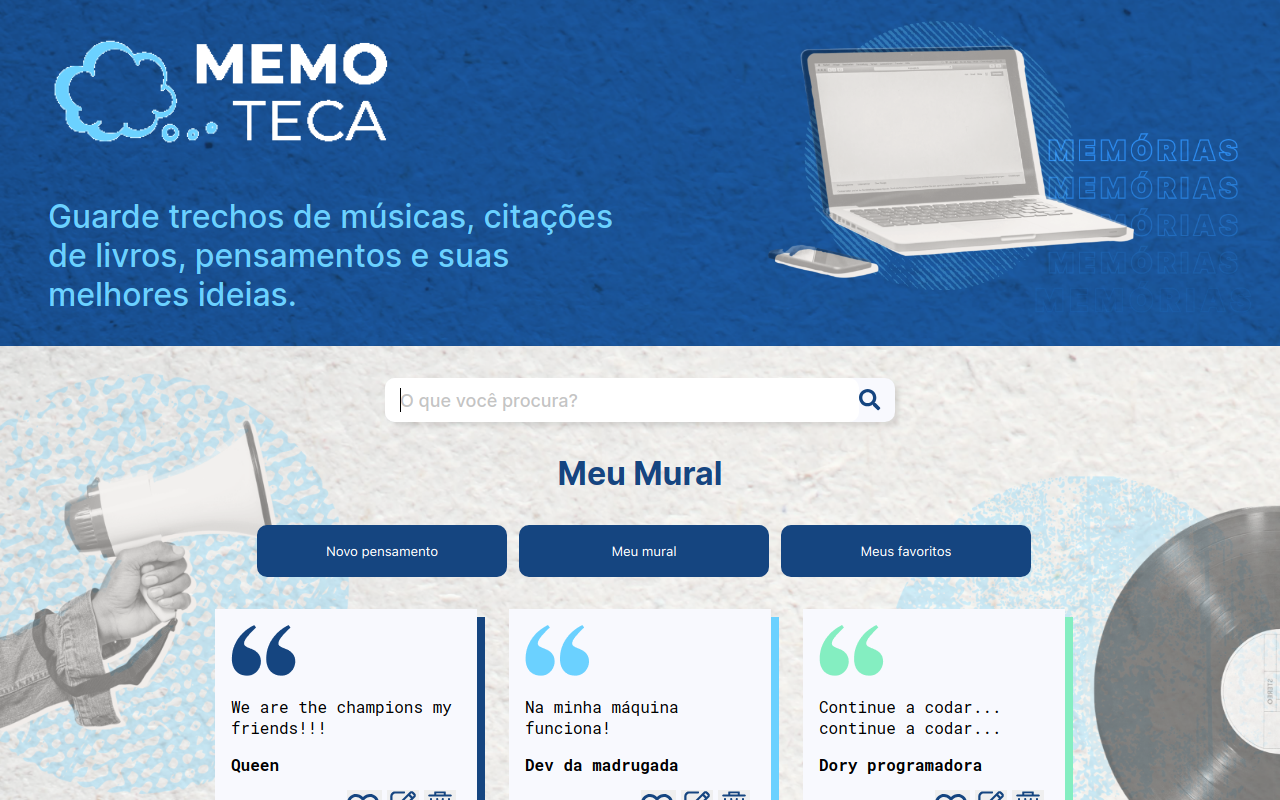 MEMO
TECA
Guarde trechos de músicas, citações
de livros, pensamentos e suas
melhores ideias.
MEMÓRIAS
MEMÓRIAS
MEMÓRIAS
MEMÓRIAS
O que você procura?
Meu Mural
Novo pensamento
Meu mural
Meus favoritos
We are the champions my
friends!!!
Queen
Na minha máquina
funciona!
Dev da madrugada
Continue a codar...
continue a codar...
Dory programadora